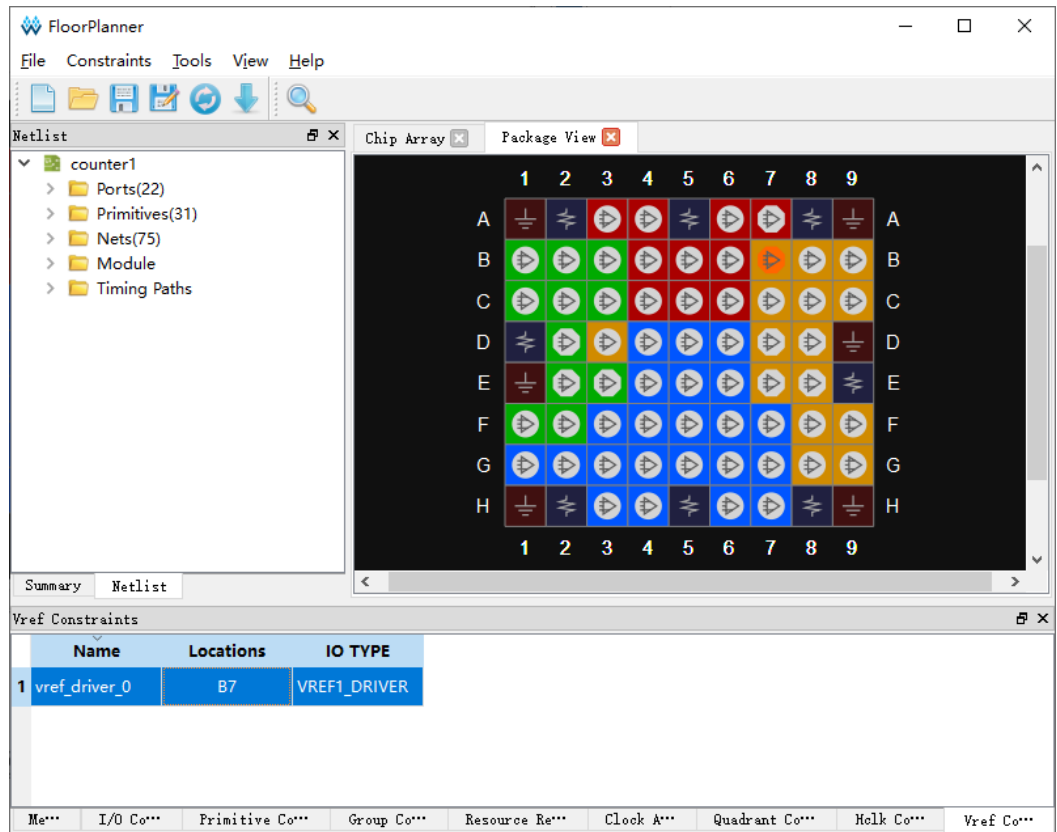 FloorPlanner
File Constraints Tools View Help
Netlist
counter1
Ports(22)
Primitives(31)
Nets(75)
Module
Timing Paths
Summary Netlist
Chip Array Package View
1 2 3 4 5 6 7 8 9
A A
B B
C C
D D
E E
F F
G G
H H
1 2 3 4 5 6 7 8 9
Vref Constraints
Name Locations IO TYPE
1 vref_driver_0 B7 VREF1_DRIVER
Me··· I/O Co··· Primitive Co··· Group Co··· Resource Re··· Clock A··· Quadrant Co··· Hclk Co··· Vref Co···